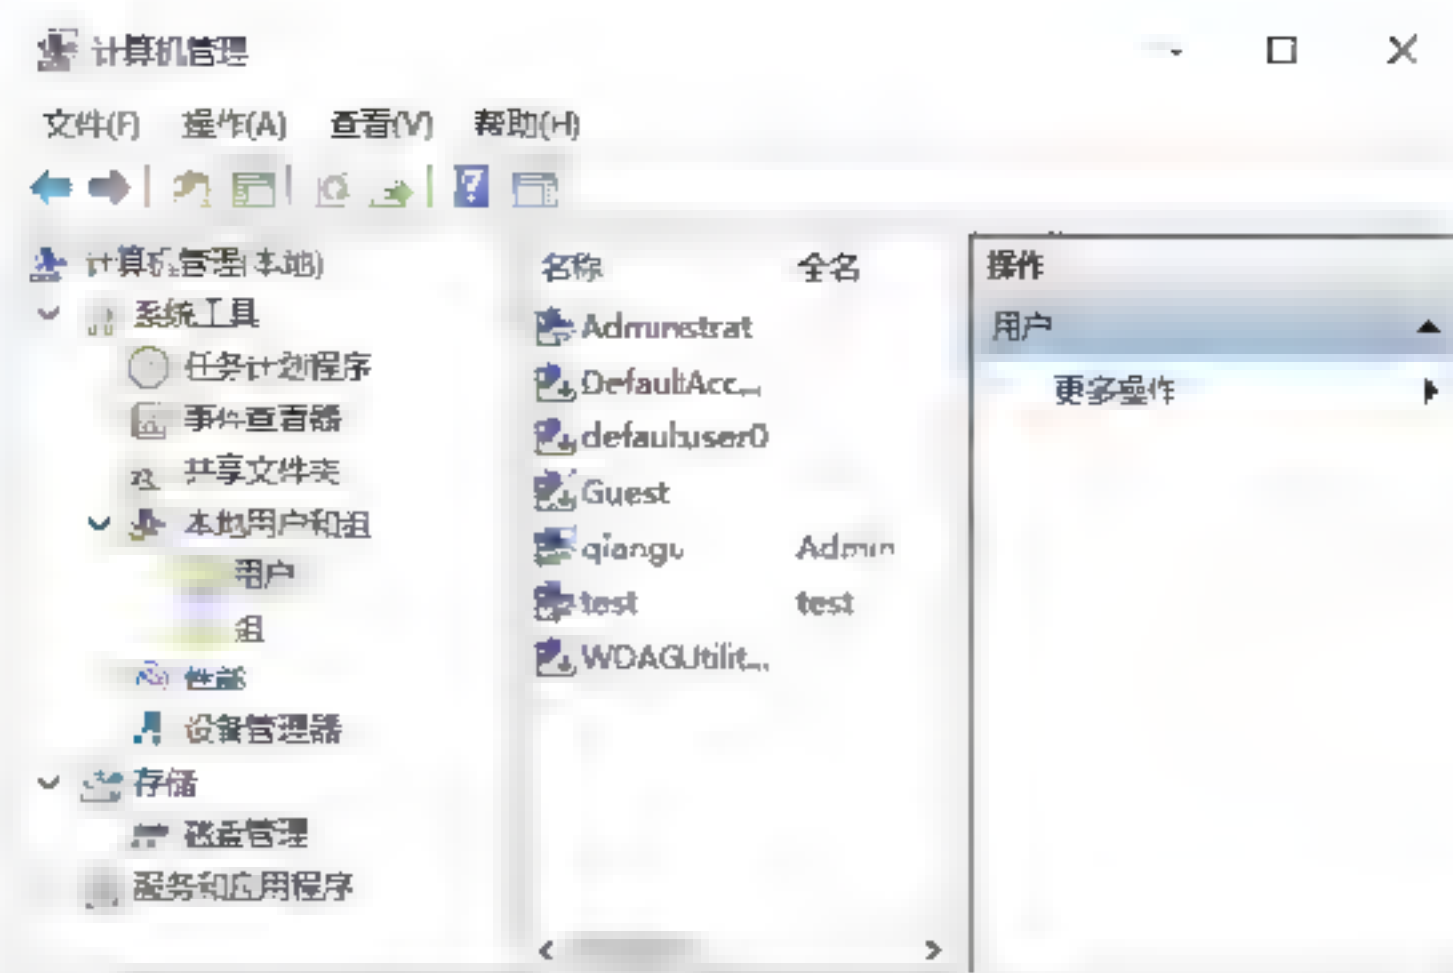 计算机管理
文件(F) 操作(A) 查看(V) 帮助(H)
计算机管理(本地)
系统工具
任务计划程序
事件查看器
共享文件夹
本地用户和组
用户
组
性能
设备管理器
存储
磁盘管理
服务和应用程序
名称 全名
Administrat
DefaultAcc...
defaultuser0
Guest
qiangu Admin
test test
WDAGUtilit...
操作
用户
更多操作